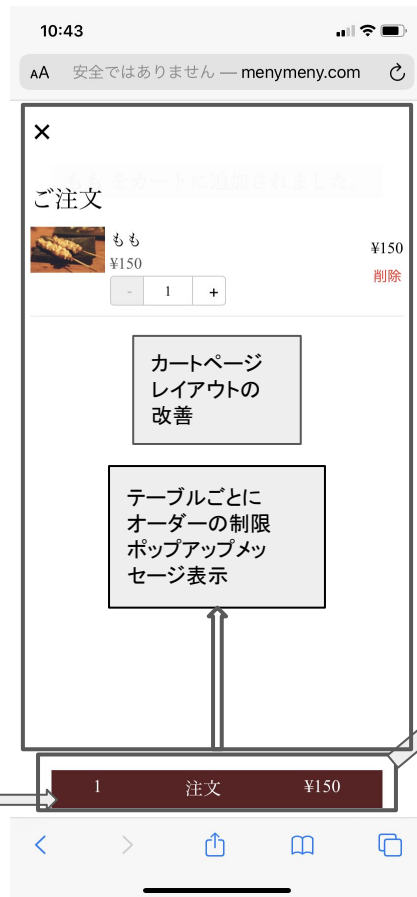 10:43
AA 安全ではありません — menymeny.com
もも をカートに追加されました。
ご注文
もも
¥150
¥150
- 1 +
削除
カートページ
レイアウトの
改善
テーブルごとに
オーダーの制限
ポップアップメッ
セージ表示
1 注文 ¥150